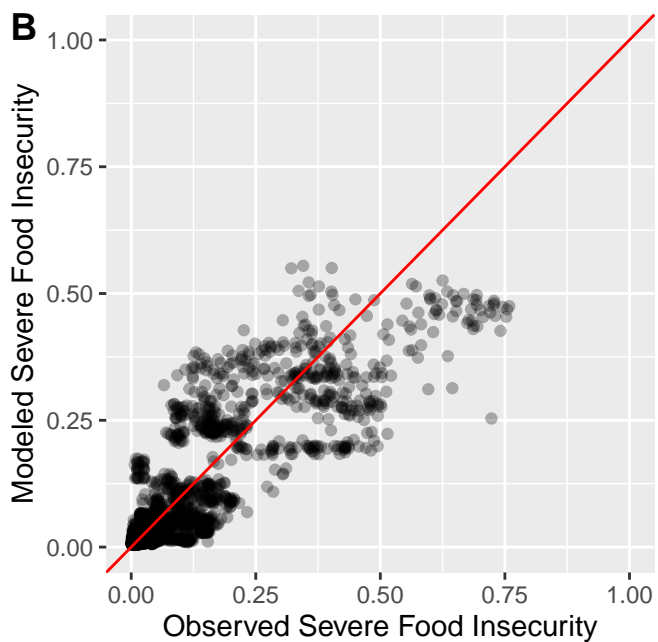 B
Modeled Severe Food Insecurity
1.00
0.75
0.50
0.25
0.00
0.00 0.25 0.50 0.75 1.00
Observed Severe Food Insecurity